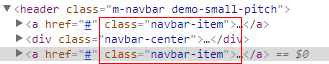 ▼<header class="m-navbar demo-small-pitch">
▶<a href="#" class="navbar-item">…</a>
▶<div class="navbar-center">…</div>
▶<a href="#" class="navbar-item">…</a> == $0